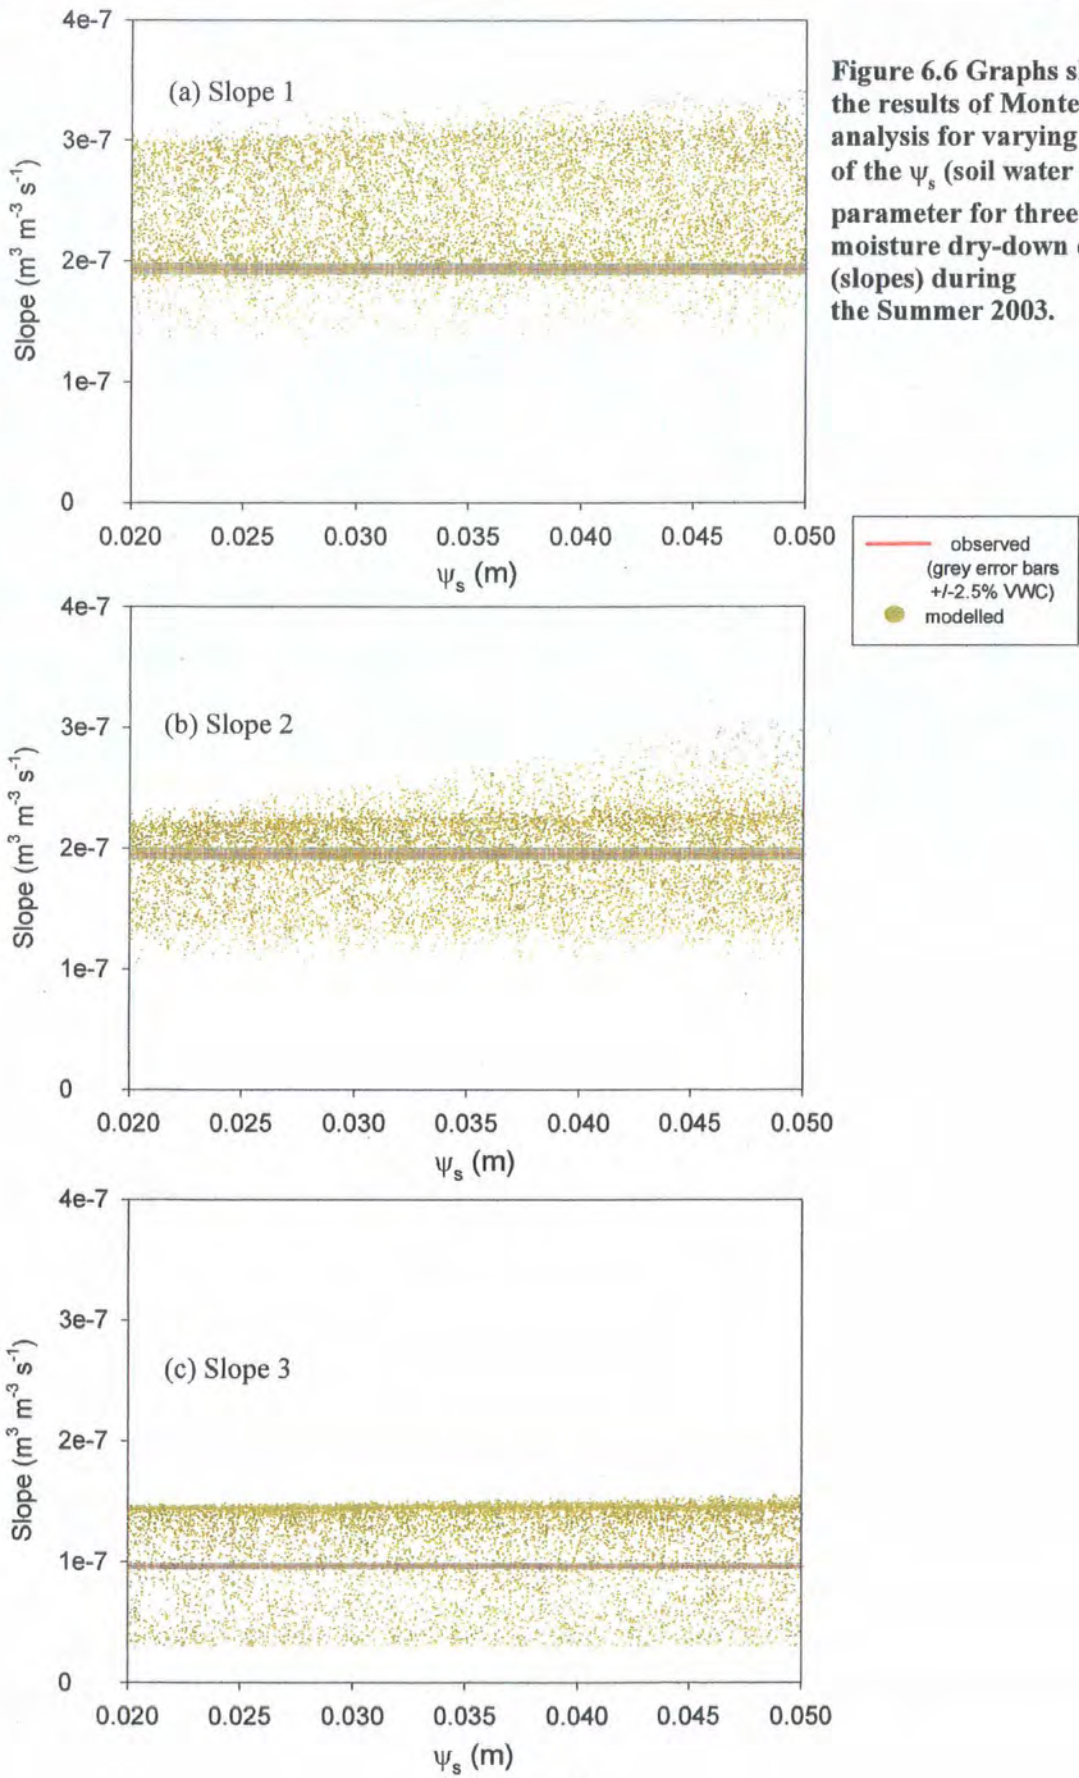 4e-7
(a) Slope 1
3e-7
2e-7
1e-7
0
Slope (m³ m⁻³ s⁻¹)
0.020 0.025 0.030 0.035 0.040 0.045 0.050
ψₛ (m)
Figure 6.6 Graphs
the results of Monte
analysis for varying
of the ψₛ (soil water
parameter for three
moisture dry-down
(slopes) during
the Summer 2003.
observed
(grey error bars
+/-2.5% VWC)
modelled
4e-7
3e-7
(b) Slope 2
2e-7
1e-7
0
Slope (m³ m⁻³ s⁻¹)
0.020 0.025 0.030 0.035 0.040 0.045 0.050
ψₛ (m)
4e-7
3e-7
(c) Slope 3
2e-7
1e-7
0
Slope (m³ m⁻³ s⁻¹)
0.020 0.025 0.030 0.035 0.040 0.045 0.050
ψₛ (m)